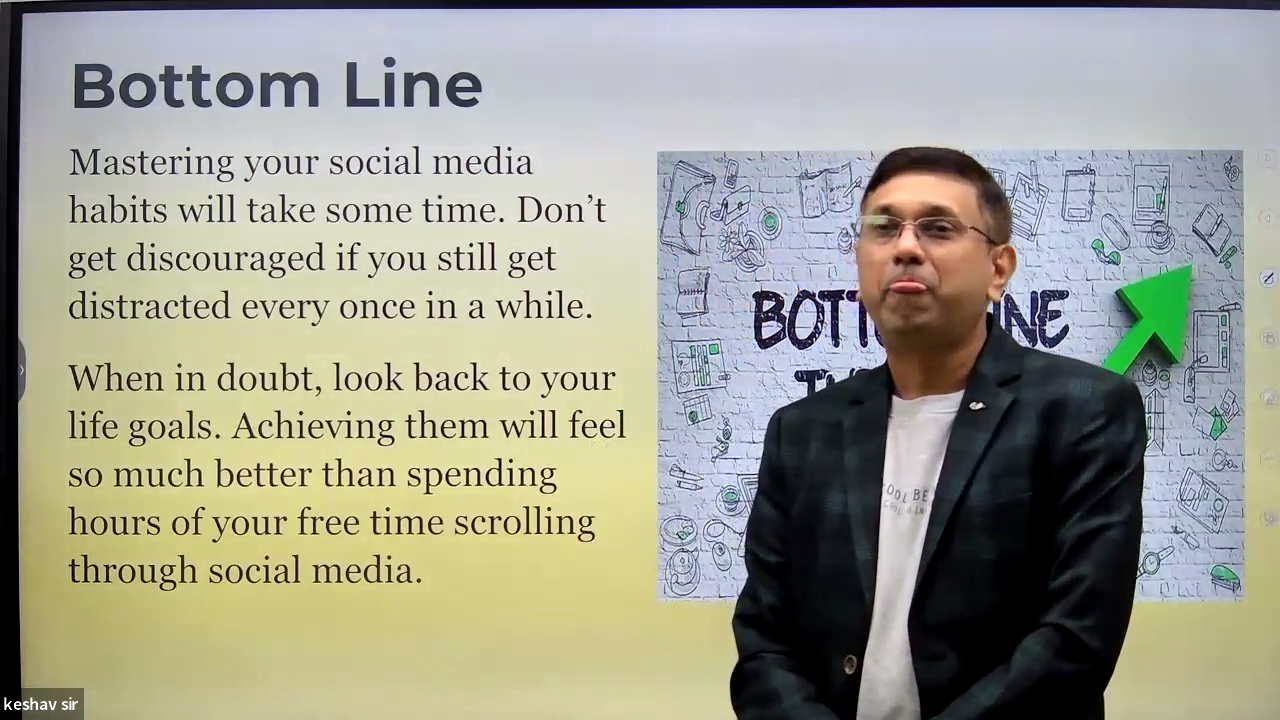 Bottom Line
Mastering your social media
habits will take some time. Don’t
get discouraged if you still get
distracted every once in a while.
When in doubt, look back to your
life goals. Achieving them will feel
so much better than spending
hours of your free time scrolling
through social media.
LINE
keshav sir